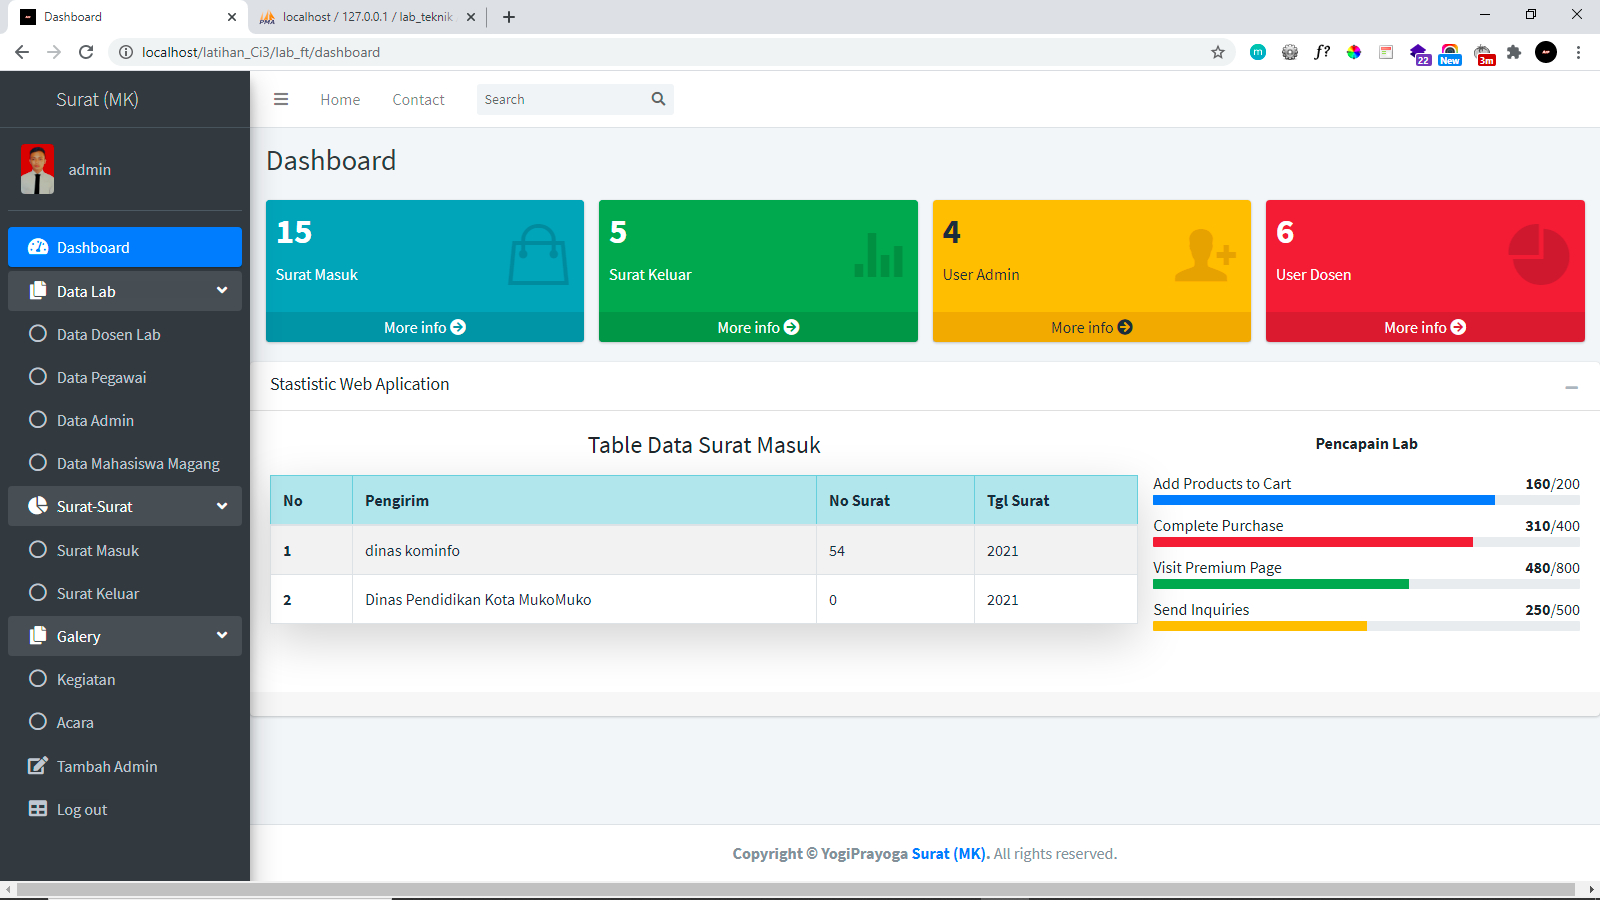 Dashboard
localhost / 127.0.0.1 / lab_teknik
localhost/latihan_Ci3/lab_ft/dashboard
f?
22
New
3m
Surat (MK)
Home
Contact
Search
admin
Dashboard
Data Lab
Data Dosen Lab
Data Pegawai
Data Admin
Data Mahasiswa Magang
Surat-Surat
Surat Masuk
Surat Keluar
Galery
Kegiatan
Acara
Tambah Admin
Log out
Dashboard
15
Surat Masuk
More info
5
Surat Keluar
More info
4
User Admin
More info
6
User Dosen
More info
Stastistic Web Aplication
Table Data Surat Masuk
No Pengirim No Surat Tgl Surat
1 dinas kominfo 54 2021
2 Dinas Pendidikan Kota MukoMuko 0 2021
Pencapain Lab
Add Products to Cart 160/200
Complete Purchase 310/400
Visit Premium Page 480/800
Send Inquiries 250/500
Copyright © YogiPrayoga Surat (MK). All rights reserved.